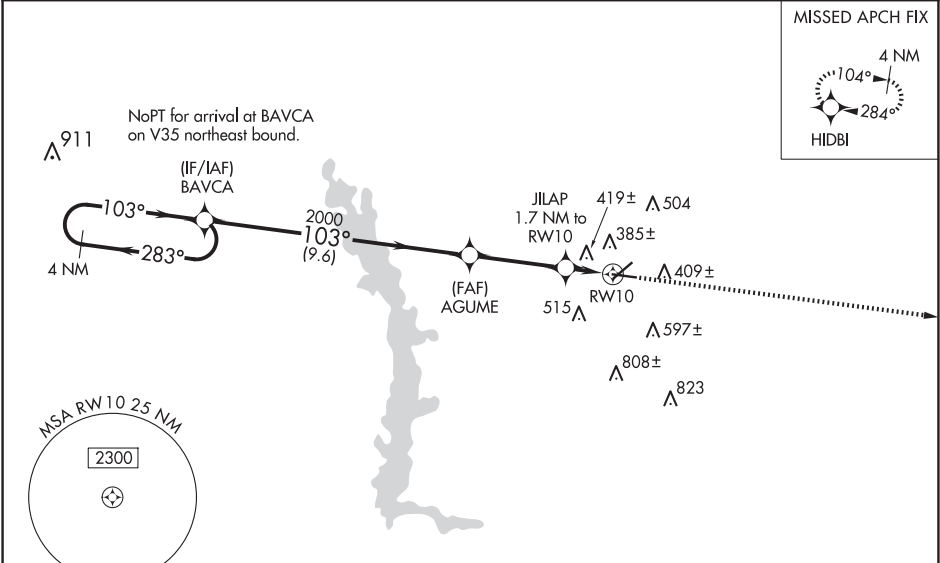 MISSED APCH FIX
4 NM
104°
284°
HIDBI
NoPT for arrival at BAVCA
on V35 northeast bound.
911
(IF/IAF)
BAVCA
103°
283°
4 NM
2000
103°
(9.6)
(FAF)
AGUME
JILAP
1.7 NM to
RW10
419±
504
385±
409±
RW10
515
597±
808±
823
MSA RW10 25 NM
2300